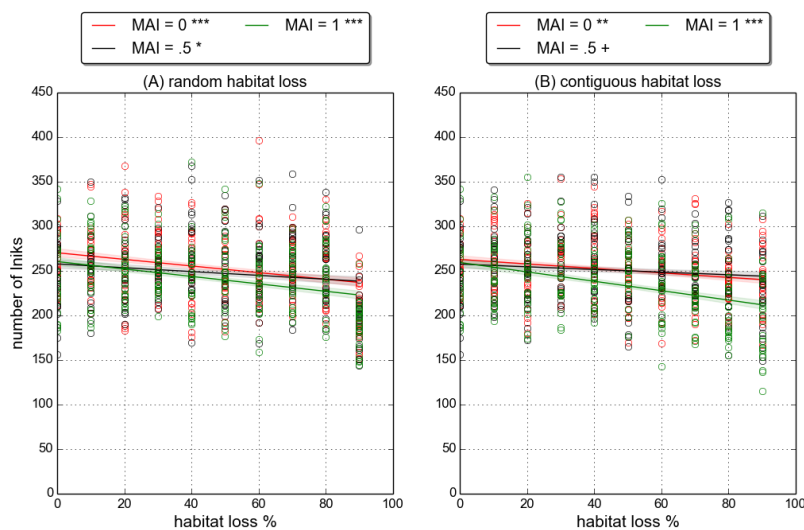 MAI = 0 *** MAI = 1 ***
MAI = .5 *
MAI = 0 ** MAI = 1 ***
MAI = .5 +
(A) random habitat loss
(B) contiguous habitat loss
450
400
350
300
250
200
150
100
50
0
number of lniks
0 20 40 60 80 100
habitat loss %
450
400
350
300
250
200
150
100
50
0
0 20 40 60 80 100
habitat loss %